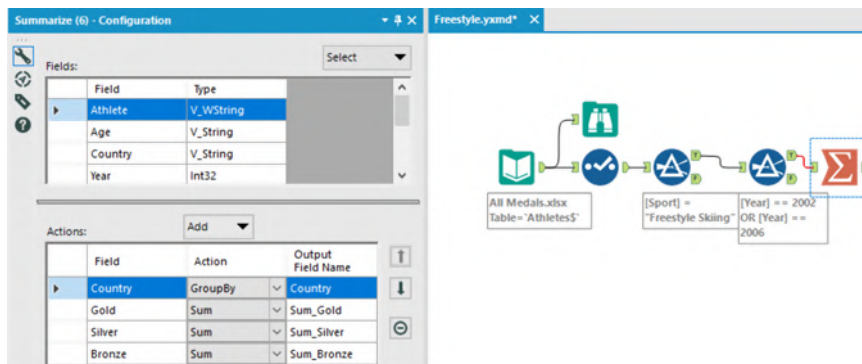 Summarize (6) - Configuration
Freestyle.yxmd*
Select
Fields:
Field Type
Athlete V_WString
Age V_String
Country V_String
Year Int32
Actions:
Add
Field Action Output
Field Name
Country GroupBy Country
Gold Sum Sum_Gold
Silver Sum Sum_Silver
Bronze Sum Sum_Bronze
T
T
F
F
All Medals.xlsx
Table=`Athletes$`
[Sport] =
"Freestyle Skiing"
[Year] == 2002
OR [Year] ==
2006